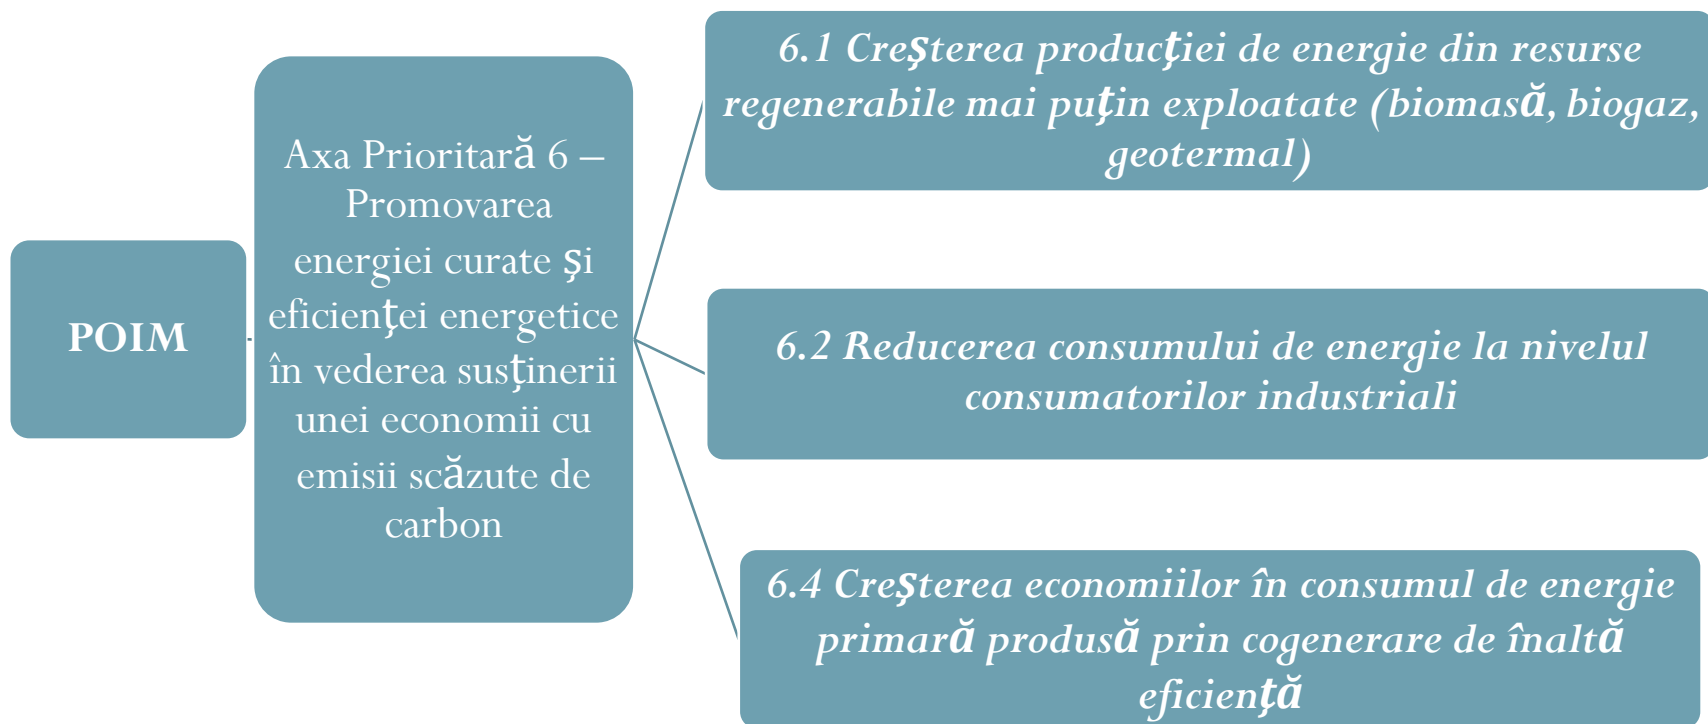 POIM
Axa Prioritară 6 –
Promovarea
energiei curate şi
eficienţei energetice
în vederea susţinerii
unei economii cu
emisii scăzute de
carbon
6.1 Creşterea producţiei de energie din resurse
regenerabile mai puţin exploatate (biomasă, biogaz,
geotermal)
6.2 Reducerea consumului de energie la nivelul
consumatorilor industriali
6.4 Creşterea economiilor în consumul de energie
primară produsă prin cogenerare de înaltă
eficienţă